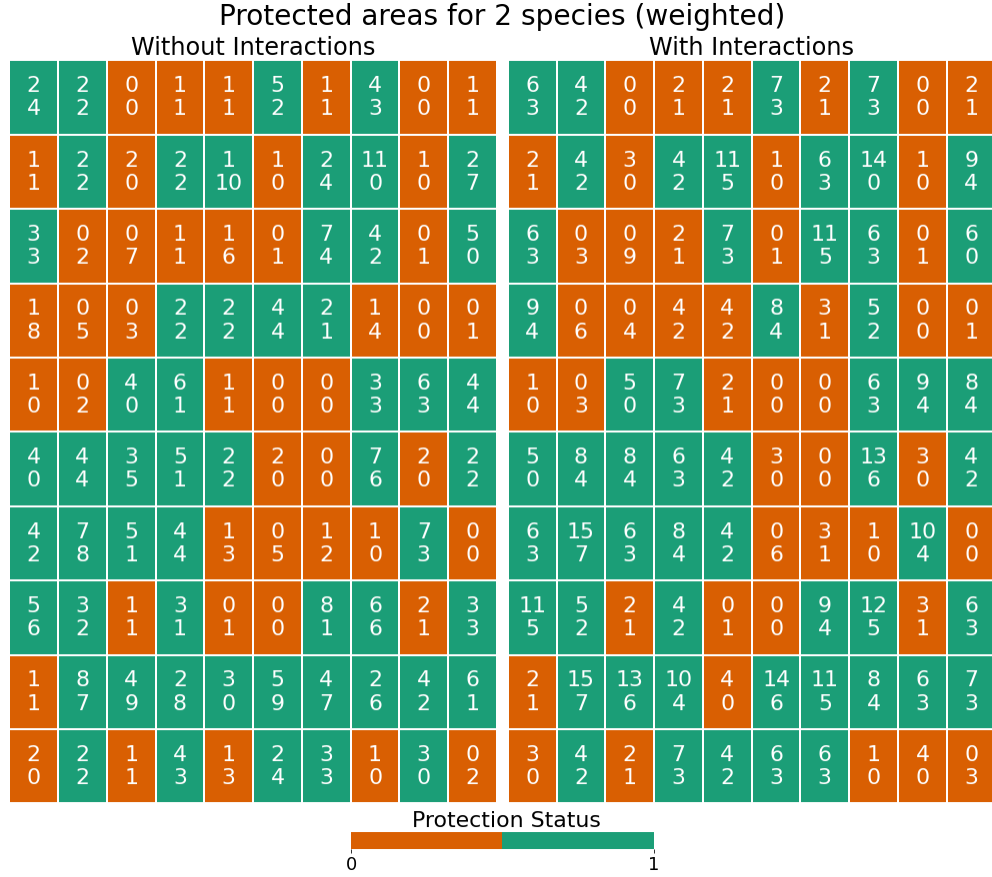 Protected areas for 2 species (weighted)
Without Interactions
2 2 0 1 1 5 1 4 0 1
4 2 0 1 1 2 1 3 0 1
1 2 2 2 1 1 2 11 1 2
1 2 0 2 10 0 4 0 0 7
3 0 0 1 1 0 7 4 0 5
3 2 7 1 6 1 4 2 1 0
1 0 0 2 2 4 2 1 0 0
8 5 3 2 2 4 1 4 0 1
1 0 4 6 1 0 0 3 6 4
0 2 0 1 1 0 0 3 3 4
4 4 3 5 2 2 0 7 2 2
0 4 5 1 2 0 0 6 0 2
4 7 5 4 1 0 1 1 7 0
2 8 1 4 3 5 2 0 3 0
5 3 1 3 0 0 8 6 2 3
6 2 1 1 1 0 1 6 1 3
1 8 4 2 3 5 4 2 4 6
1 7 9 8 0 9 7 6 2 1
2 2 1 4 1 2 3 1 3 0
0 2 1 3 3 4 3 0 0 2
With Interactions
6 4 0 2 2 7 2 7 0 2
3 2 0 1 1 3 1 3 0 1
2 4 3 4 11 1 6 14 1 9
1 2 0 2 5 0 3 0 0 4
6 0 0 2 7 0 11 6 0 6
3 3 9 1 3 1 5 3 1 0
9 0 0 4 4 8 3 5 0 0
4 6 4 2 2 4 1 2 0 1
1 0 5 7 2 0 0 6 9 8
0 3 0 3 1 0 0 3 4 4
5 8 8 6 4 3 0 13 3 4
0 4 4 3 2 0 0 6 0 2
6 15 6 8 4 0 3 1 10 0
3 7 3 4 2 6 1 0 4 0
11 5 2 4 0 0 9 12 3 6
5 2 1 2 1 0 4 5 1 3
2 15 13 10 4 14 11 8 6 7
1 7 6 4 0 6 5 4 3 3
3 4 2 7 4 6 6 1 4 0
0 2 1 3 2 3 3 0 0 3
Protection Status
0 1